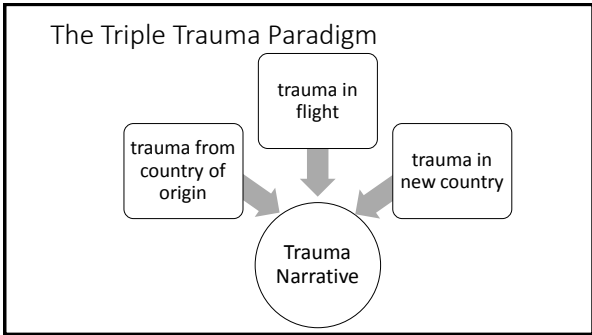 The Triple Trauma Paradigm
trauma in
flight
trauma from
country of
origin
trauma in
new country
Trauma
Narrative